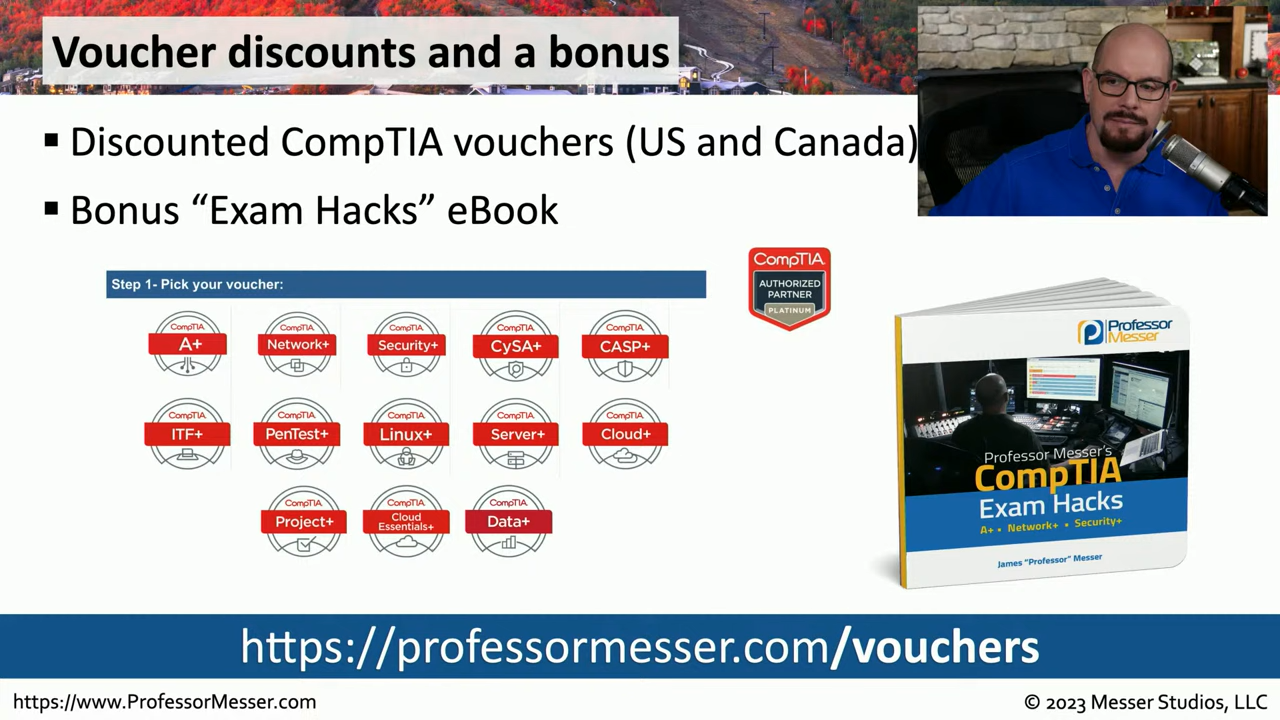 Voucher discounts and a bonus
▪ Discounted CompTIA vouchers (US and Canada)
▪ Bonus “Exam Hacks” eBook
Step 1- Pick your voucher:
CompTIA
A+
CompTIA
Network+
CompTIA
Security+
CompTIA
CySA+
CompTIA
CASP+
CompTIA
ITF+
CompTIA
PenTest+
CompTIA
Linux+
CompTIA
Server+
CompTIA
Cloud+
CompTIA
Project+
CompTIA
Cloud
Essentials+
CompTIA
Data+
CompTIA.
AUTHORIZED
PARTNER
PLATINUM
Professor
Messer
Professor Messer's
CompTIA
Exam Hacks
A+ • Network+ • Security+
James “Professor” Messer
https://professormesser.com/vouchers
https://www.ProfessorMesser.com
© 2023 Messer Studios, LLC